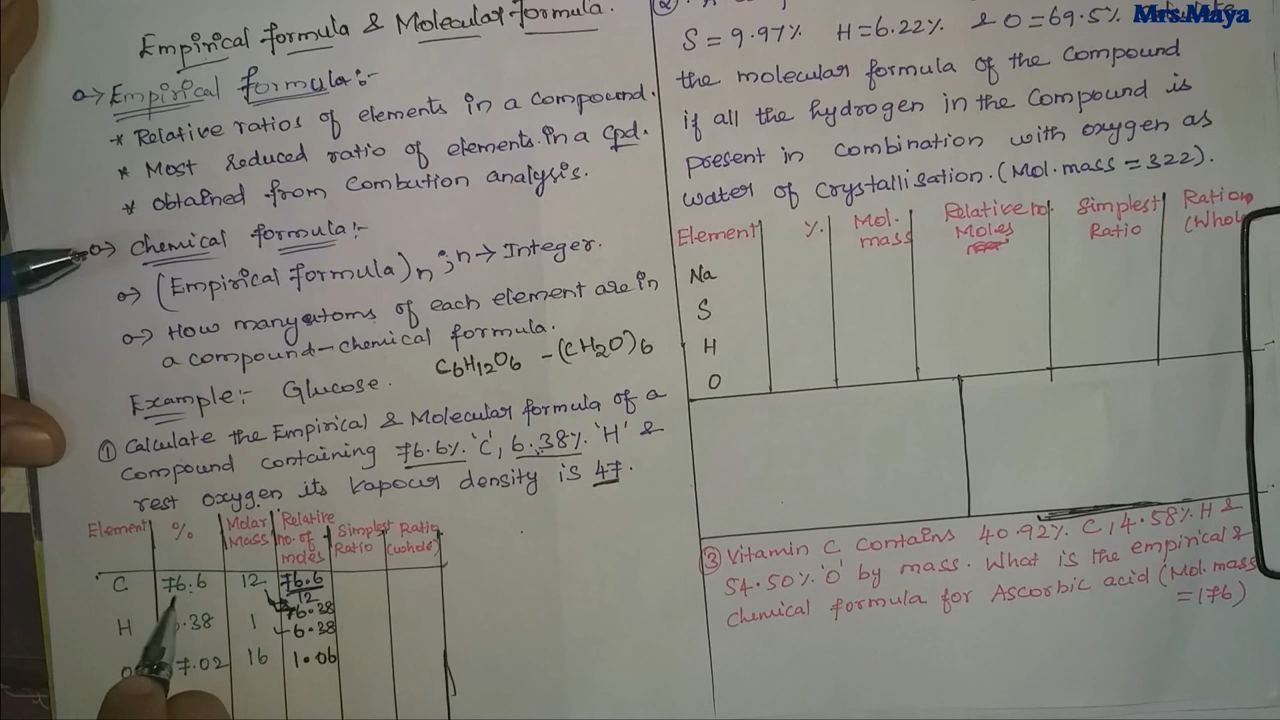 Empirical formula & Molecular formula.
Empirical formula:-
* Relative ratios of elements in a compound.
* Most reduced ratio of elements in a cpd.
* obtained from combution analysis.
Chemical formula:-
(Empirical formula)n ; n → Integer.
How many atoms of each element are in
a compound - chemical formula.
Example:- Glucose. C6H12O6 - (CH2O)6
① Calculate the Empirical & Molecular formula of a
compound containing 76.6% 'C', 6.38% 'H' &
rest oxygen its vapour density is 47.
Element % Molar Mass Relative no. of moles Simplest Ratio Ratio (whole)
C 76.6 12 76.6/12
H .38 1 6.38
7.02 16 1.06
Mrs.Maya
S = 9.97% H = 6.22% & O = 69.5%
the molecular formula of the compound
if all the hydrogen in the compound is
present in combination with oxygen as
water of crystallisation. (Mol. mass = 322).
Element % Mol. mass Relative no. Moles Simplest Ratio Ration (Whole
Na
S
H
O
③ Vitamin C contains 40.92% C, 4.58% H &
54.50% 'O' by mass. What is the empirical &
chemical formula for Ascorbic acid (Mol. mass
= 176)